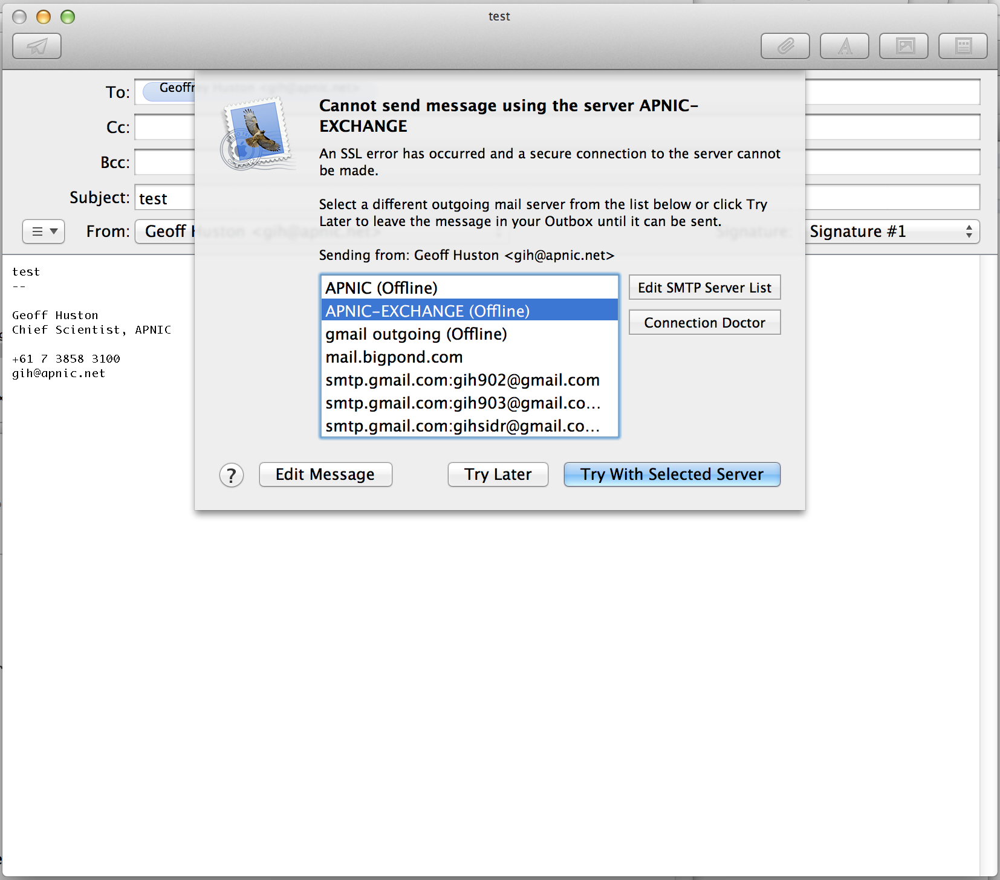 test
To: Geoffrey Huston <gih@apnic.net>
Cc:
Bcc:
Subject: test
From: Geoff Huston <gih@apnic.net>
Signature: Signature #1
test
--
Geoff Huston
Chief Scientist, APNIC
+61 7 3858 3100
gih@apnic.net
Cannot send message using the server APNIC-
EXCHANGE
An SSL error has occurred and a secure connection to the server cannot
be made.
Select a different outgoing mail server from the list below or click Try
Later to leave the message in your Outbox until it can be sent.
Sending from: Geoff Huston <gih@apnic.net>
APNIC (Offline)
APNIC-EXCHANGE (Offline)
gmail outgoing (Offline)
mail.bigpond.com
smtp.gmail.com:gih902@gmail.com
smtp.gmail.com:gih903@gmail.co...
smtp.gmail.com:gihsidr@gmail.co...
Edit SMTP Server List
Connection Doctor
? Edit Message Try Later Try With Selected Server